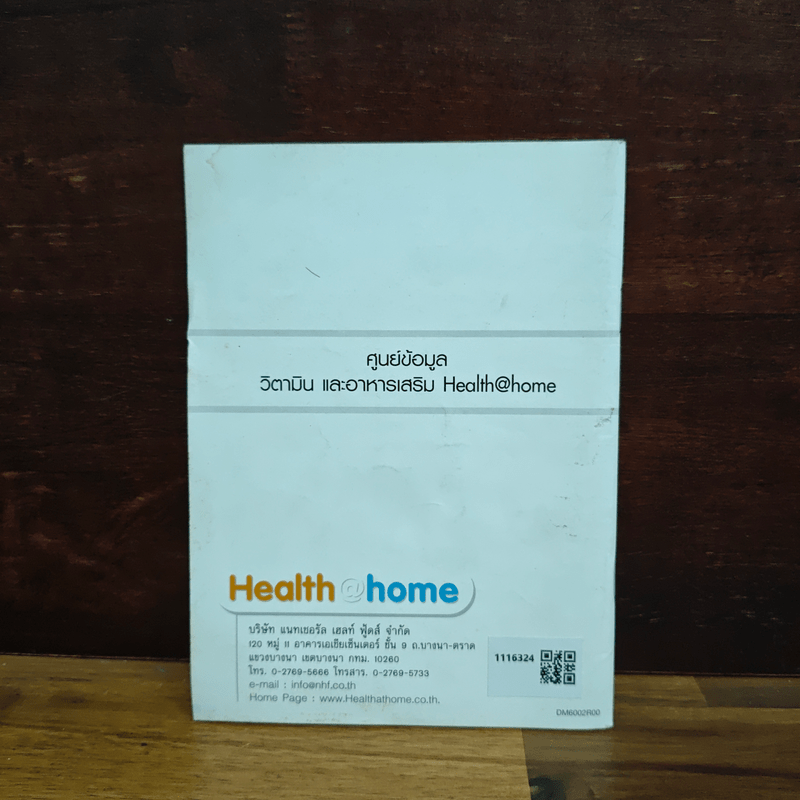 ศูนย์ข้อมูล
วิตามิน และอาหารเสริม Health@home
Health@home
บริษัท แนทเชอรัล เฮลท์ ฟู้ดส์ จำกัด
120 หมู่ 11 อาคารเอเชียเซ็นเตอร์ ชั้น 9 ถ.บางนา-ตราด
แขวงบางนา เขตบางนา กทม. 10260
โทร. 0-2769-5666 โทรสาร. 0-2769-5733
e-mail : info@nhf.co.th
Home Page : www.Healthathome.co.th.
1116324
DM6002R00